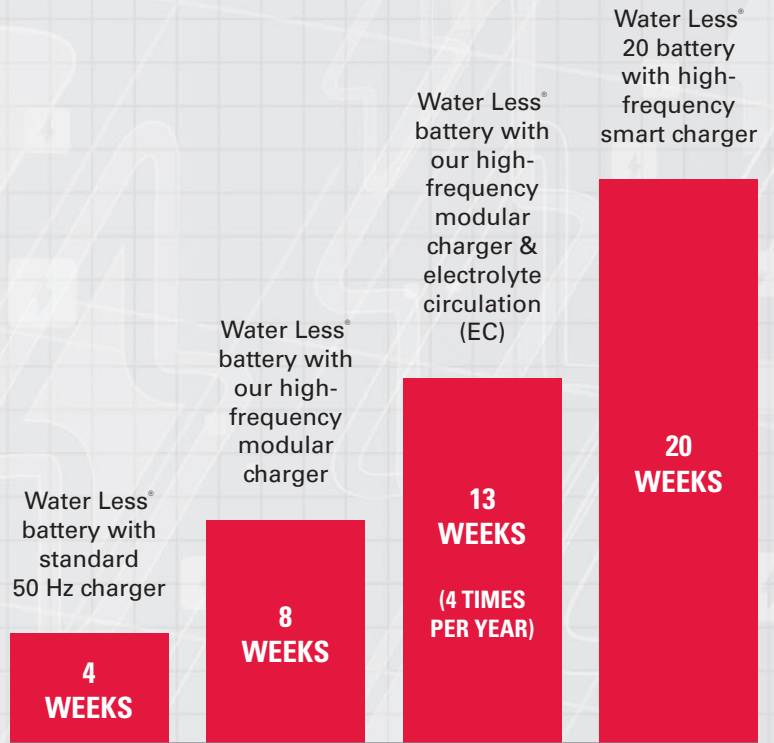 Water Less®
battery with
standard
50 Hz charger
4
WEEKS
Water Less®
battery with
our high-
frequency
modular
charger
8
WEEKS
Water Less®
battery with
our high-
frequency
modular
charger &
electrolyte
circulation
(EC)
13
WEEKS
(4 TIMES
PER YEAR)
Water Less®
20 battery
with high-
frequency
smart charger
20
WEEKS